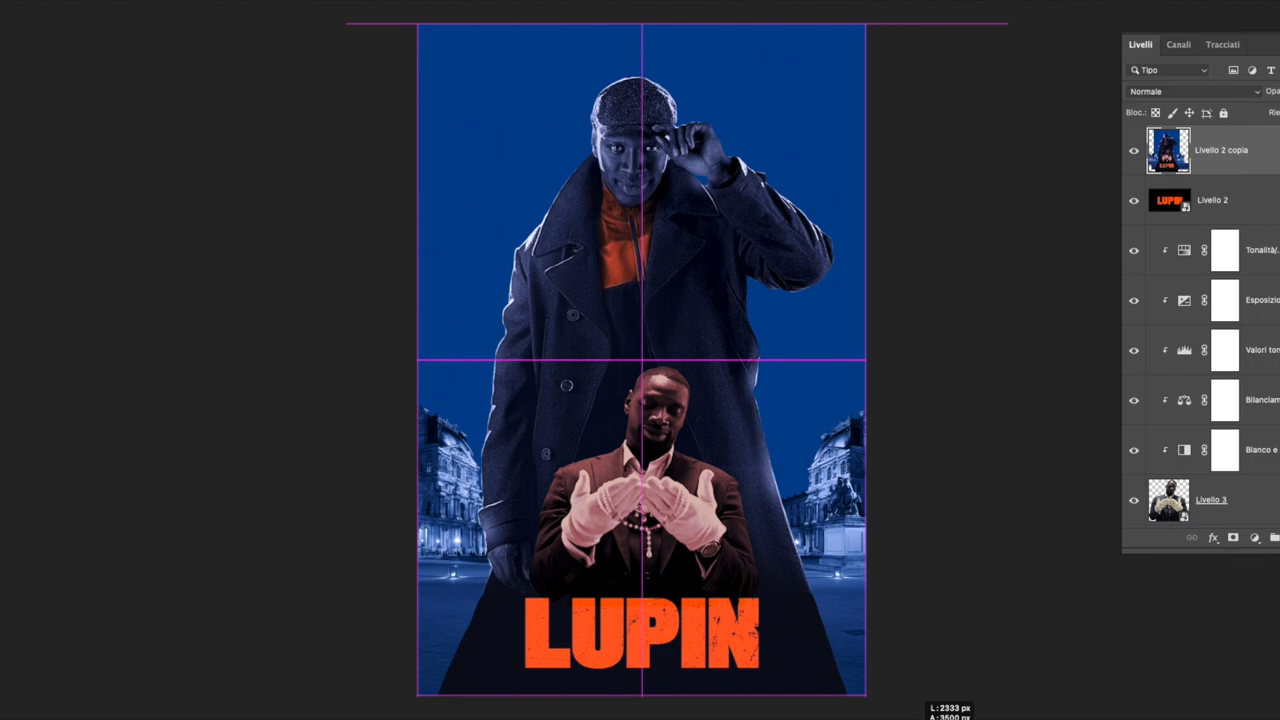 Livelli Canali Tracciati
Tipo
Normale Opa
Bloc.: Rie
Livello 2 copia
LUPIN
Livello 2
Tonalità/.
Esposizio
Valori ton
Bilanciam
Bianco e
Livello 3
fx
LUPIN
L: 2333 px
A: 3500 px